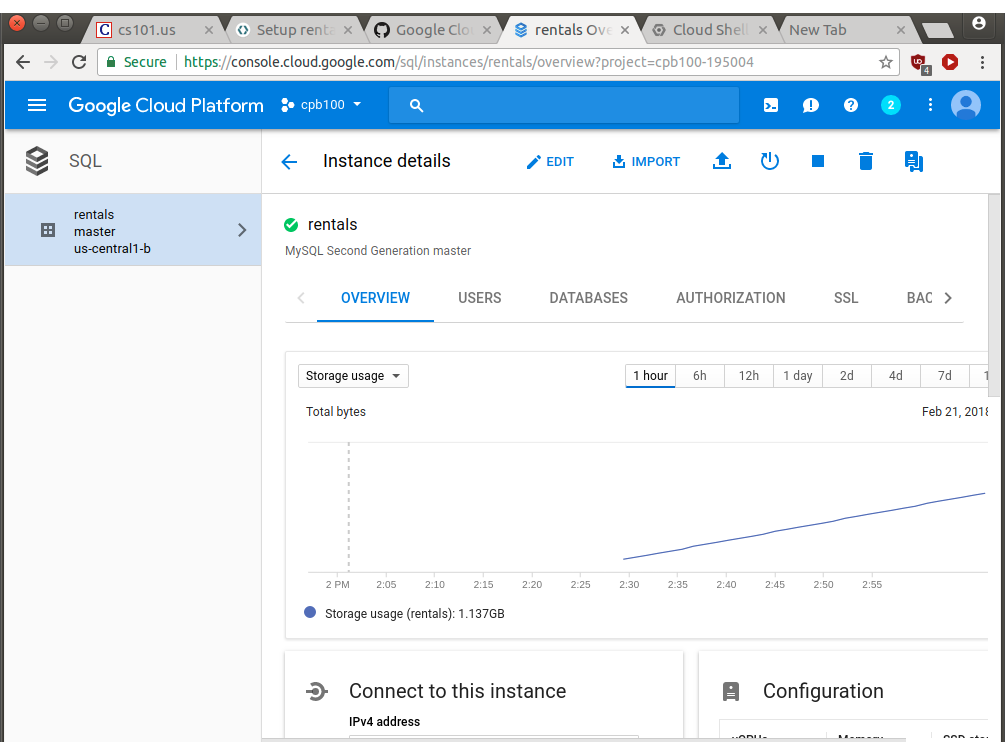 cs101.us
Setup renta
Google Clou
rentals Ove
Cloud Shell
New Tab
Secure
https://console.cloud.google.com/sql/instances/rentals/overview?project=cpb100-195004
4
Google Cloud Platform
cpb100
2
SQL
Instance details
EDIT
IMPORT
rentals
master
us-central1-b
rentals
MySQL Second Generation master
OVERVIEW
USERS
DATABASES
AUTHORIZATION
SSL
BAC
Storage usage
1 hour
6h
12h
1 day
2d
4d
7d
1
Total bytes
Feb 21, 2018
2 PM
2:05
2:10
2:15
2:20
2:25
2:30
2:35
2:40
2:45
2:50
2:55
Storage usage (rentals): 1.137GB
Connect to this instance
IPv4 address
Configuration
vCPUs
Memory